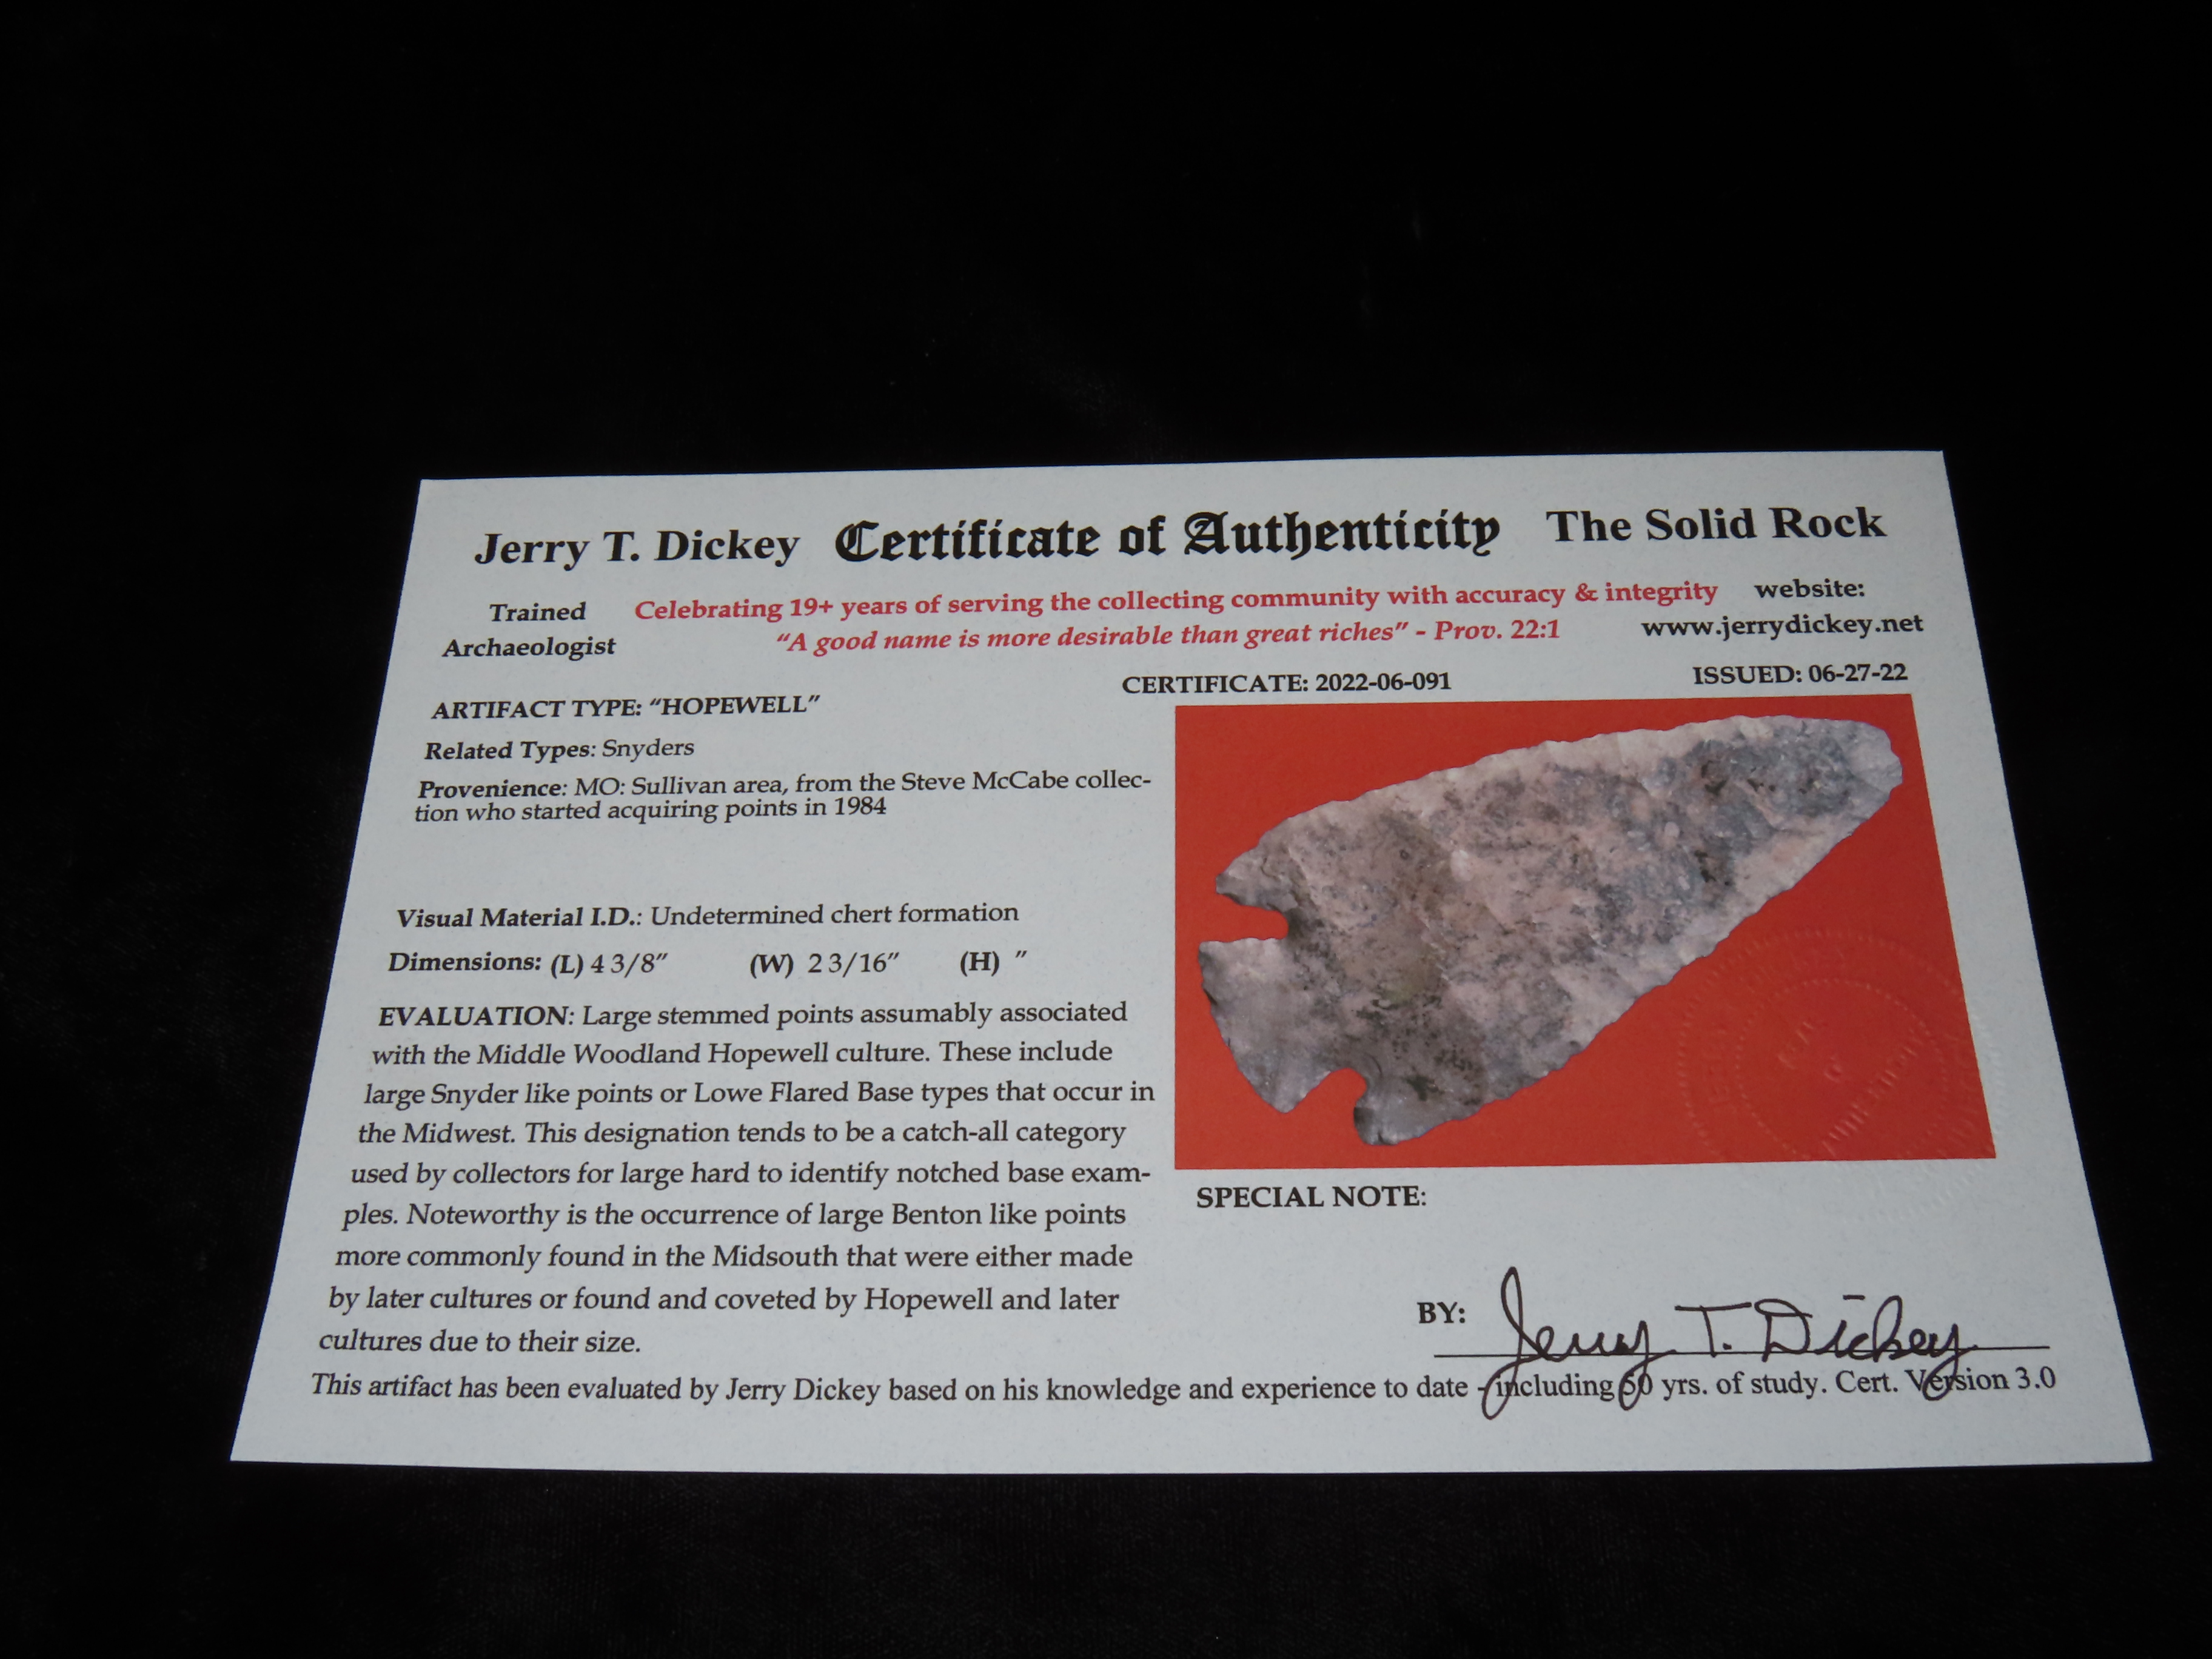 Jerry T. Dickey Certificate of Authenticity The Solid Rock
Trained Archaeologist
Celebrating 19+ years of serving the collecting community with accuracy & integrity
"A good name is more desirable than great riches" - Prov. 22:1
website:
www.jerrydickey.net
CERTIFICATE: 2022-06-091
ISSUED: 06-27-22
ARTIFACT TYPE: "HOPEWELL"
Related Types: Snyders
Provenience: MO: Sullivan area, from the Steve McCabe collec-
tion who started acquiring points in 1984
Visual Material I.D.: Undetermined chert formation
Dimensions: (L) 4 3/8" (W) 2 3/16" (H) "
EVALUATION: Large stemmed points assumably associated
with the Middle Woodland Hopewell culture. These include
large Snyder like points or Lowe Flared Base types that occur in
the Midwest. This designation tends to be a catch-all category
used by collectors for large hard to identify notched base exam-
ples. Noteworthy is the occurrence of large Benton like points
more commonly found in the Midsouth that were either made
by later cultures or found and coveted by Hopewell and later
cultures due to their size.
SPECIAL NOTE:
BY: Jerry T. Dickey
This artifact has been evaluated by Jerry Dickey based on his knowledge and experience to date - including 50 yrs. of study. Cert. Version 3.0